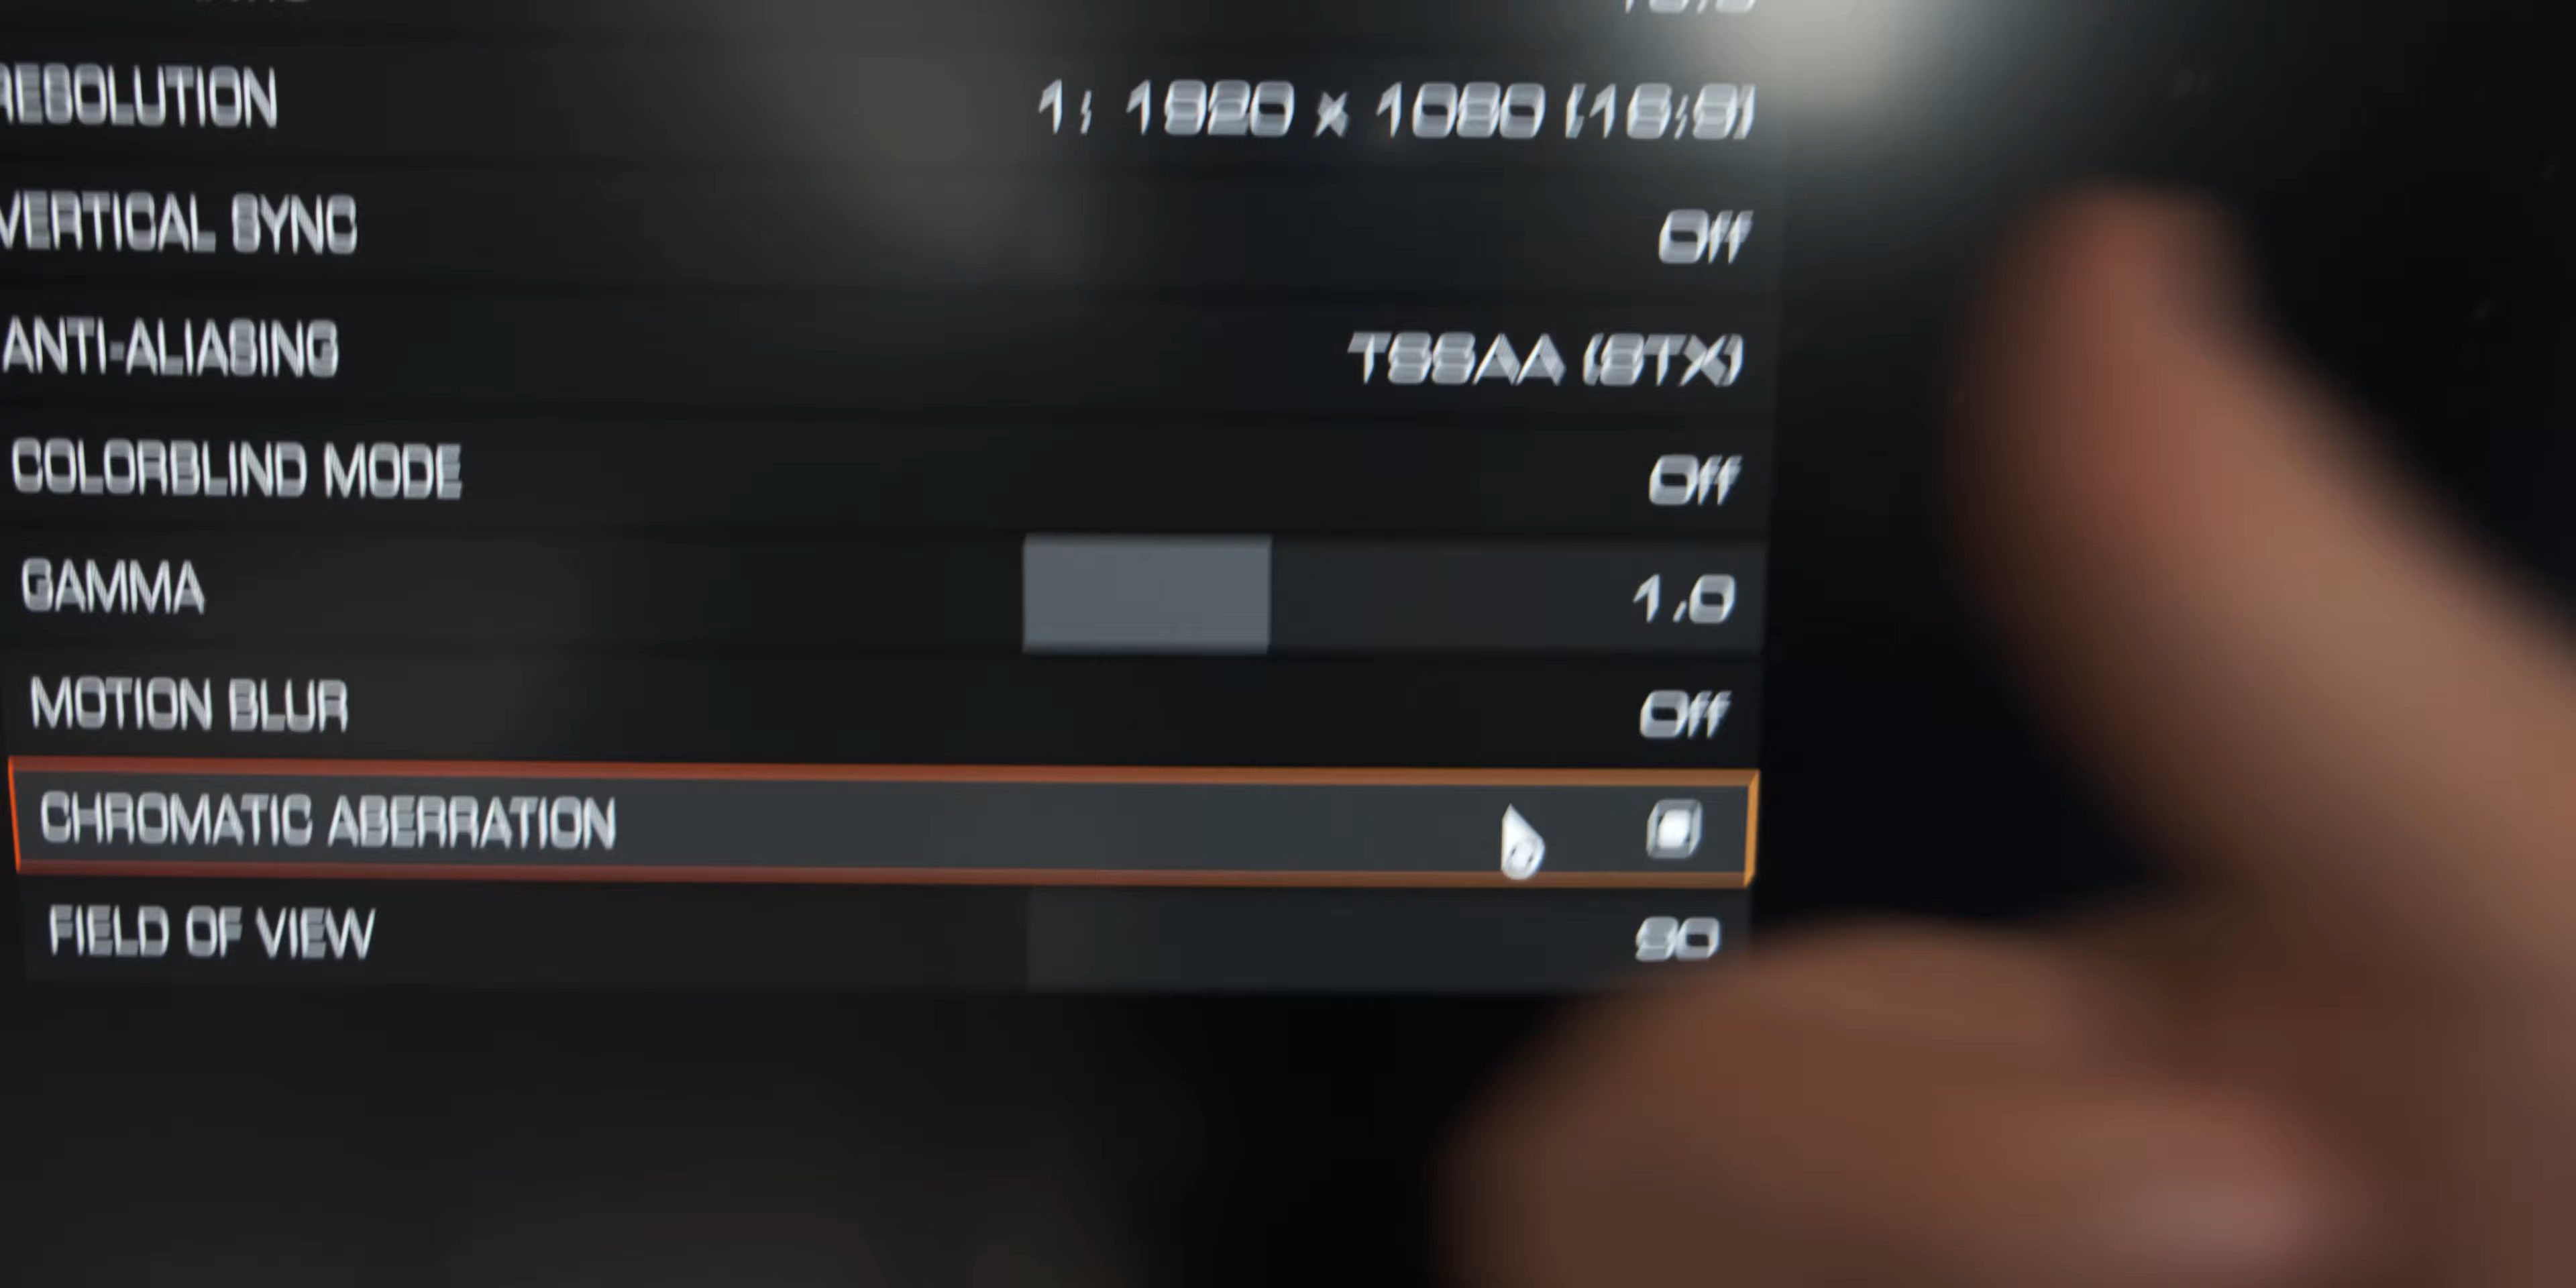 RESOLUTION 1: 1920 x 1080 (16:9)
VERTICAL SYNC Off
ANTI-ALIASING TSSAA (8TX)
COLORBLIND MODE Off
GAMMA 1.0
MOTION BLUR Off
CHROMATIC ABERRATION
FIELD OF VIEW 90